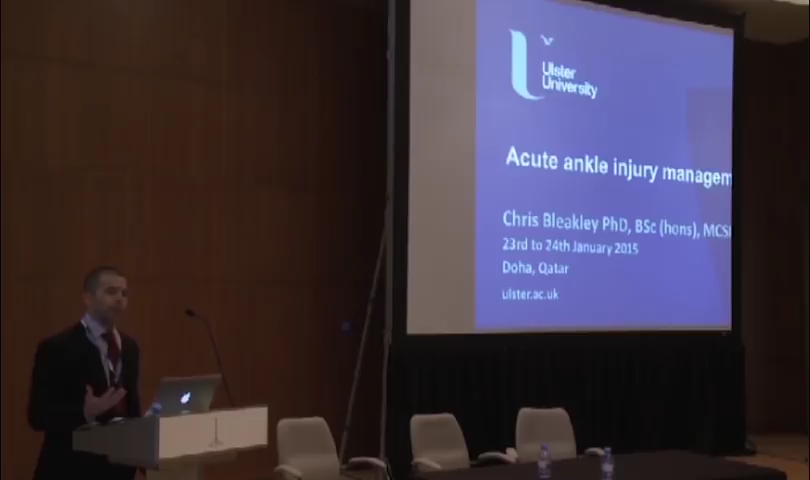 Ulster
University
Acute ankle injury managem
Chris Bleakley PhD, BSc (hons), MCS
23rd to 24th January 2015
Doha, Qatar
ulster.ac.uk